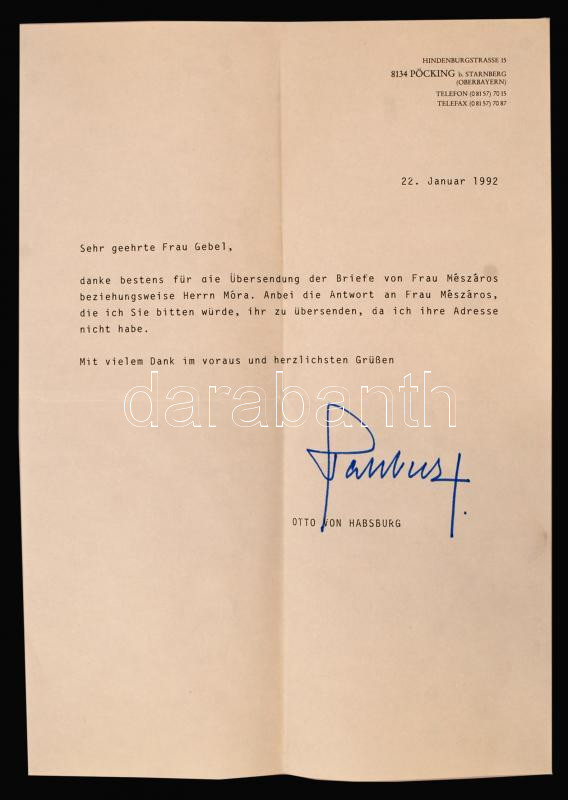 HINDENBURGSTRASSE 15
8134 PÖCKING b. STARNBERG
(OBERBAYERN)
TELEFON (0 81 57) 70 15
TELEFAX (0 81 57) 70 87
22. Januar 1992
Sehr geehrte Frau Gebel,
danke bestens für die Übersendung der Briefe von Frau Mészáros
beziehungsweise Herrn Móra. Anbei die Antwort an Frau Mészáros,
die ich Sie bitten würde, ihr zu übersenden, da ich ihre Adresse
nicht habe.
Mit vielem Dank im voraus und herzlichsten Grüßen
darabanth
OTTO VON HABSBURG